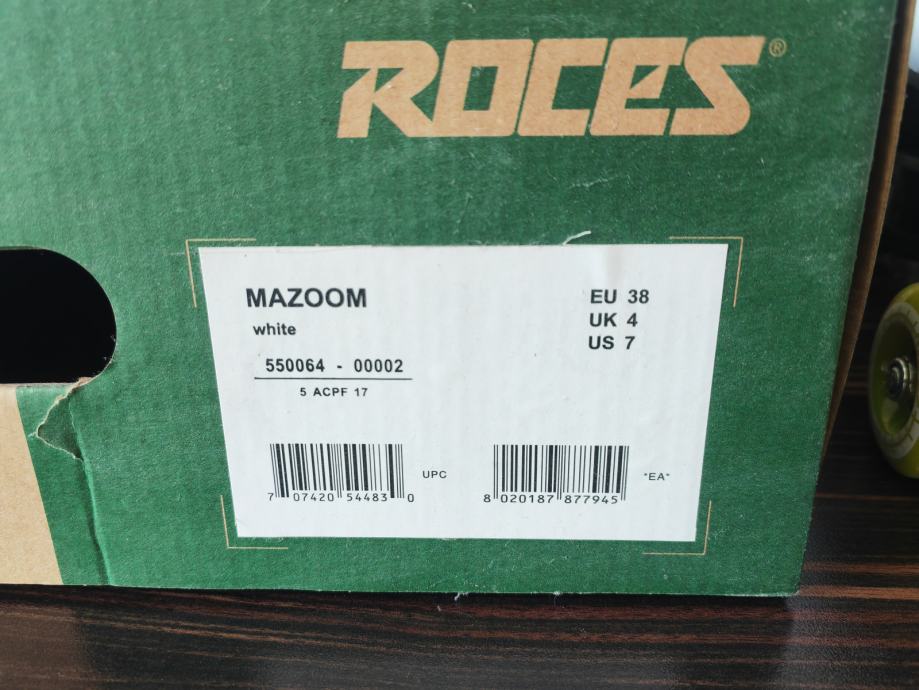 ROCES®
MAZOOM
white
550064 - 00002
5 ACPF 17
EU 38
UK 4
US 7
7 07420 54483 0
UPC
8 020187 877945
"EA"